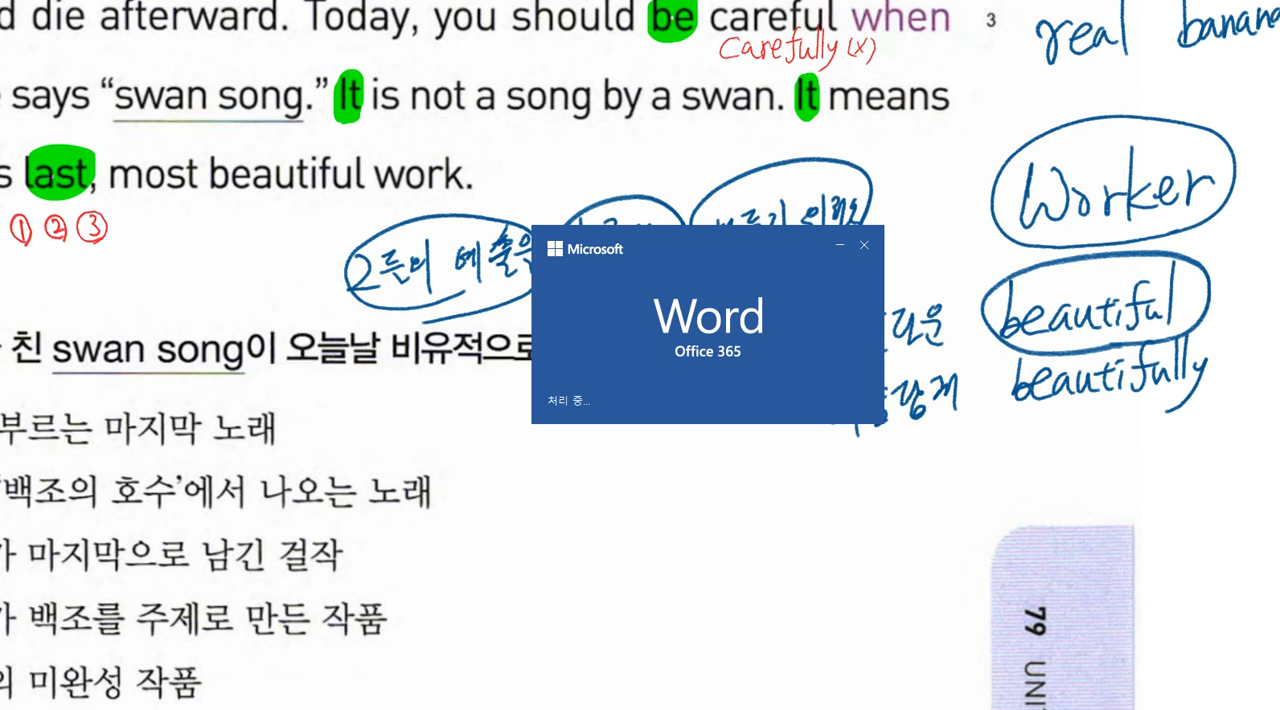 d die afterward. Today, you should be careful when
3
real banana
Carefully (x)
says “swan song.” It is not a song by a swan. It means
Worker
s last, most beautiful work.
① ② ③
Microsoft
Word
Office 365
처리 중...
beautiful
친 swan song이 오늘날 비유적으로
beautifully
부르는 마지막 노래
‘백조의 호수’에서 나오는 노래
가 마지막으로 남긴 걸작
가 백조를 주제로 만든 작품
의 미완성 작품
79 UNI